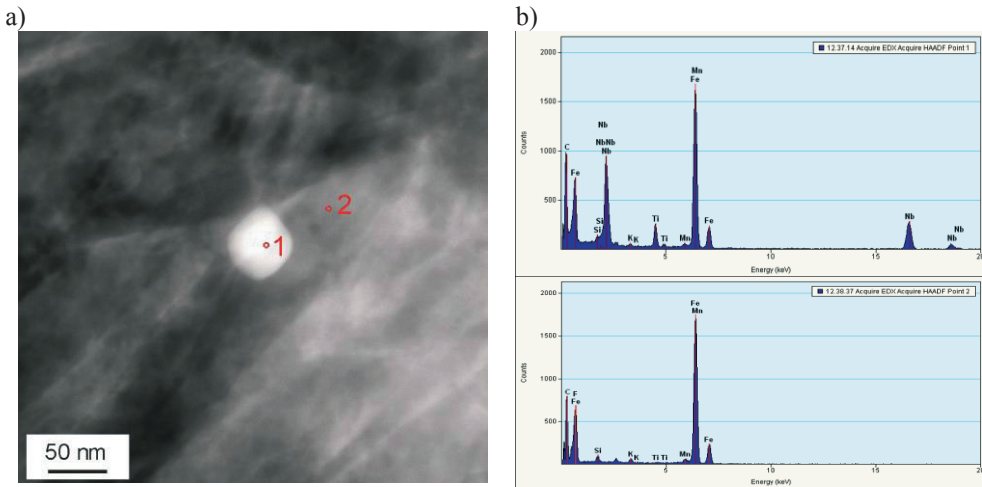 a)
b)
1
2
50 nm
12.37.14 Acquire EDX Acquire HAADF Point 1
2000
1500
1000
500
Counts
C
Fe
Si
Si
Nb
NbNb
Nb
K K
Ti
Ti
Mn
Mn
Fe
Fe
Nb
Nb
Nb
5
10
15
20
Energy (keV)
12.38.37 Acquire EDX Acquire HAADF Point 2
2000
1500
1000
500
Counts
C
F
Fe
Si
K K
Ti Ti
Mn
Fe
Mn
Fe
5
10
15
20
Energy (keV)